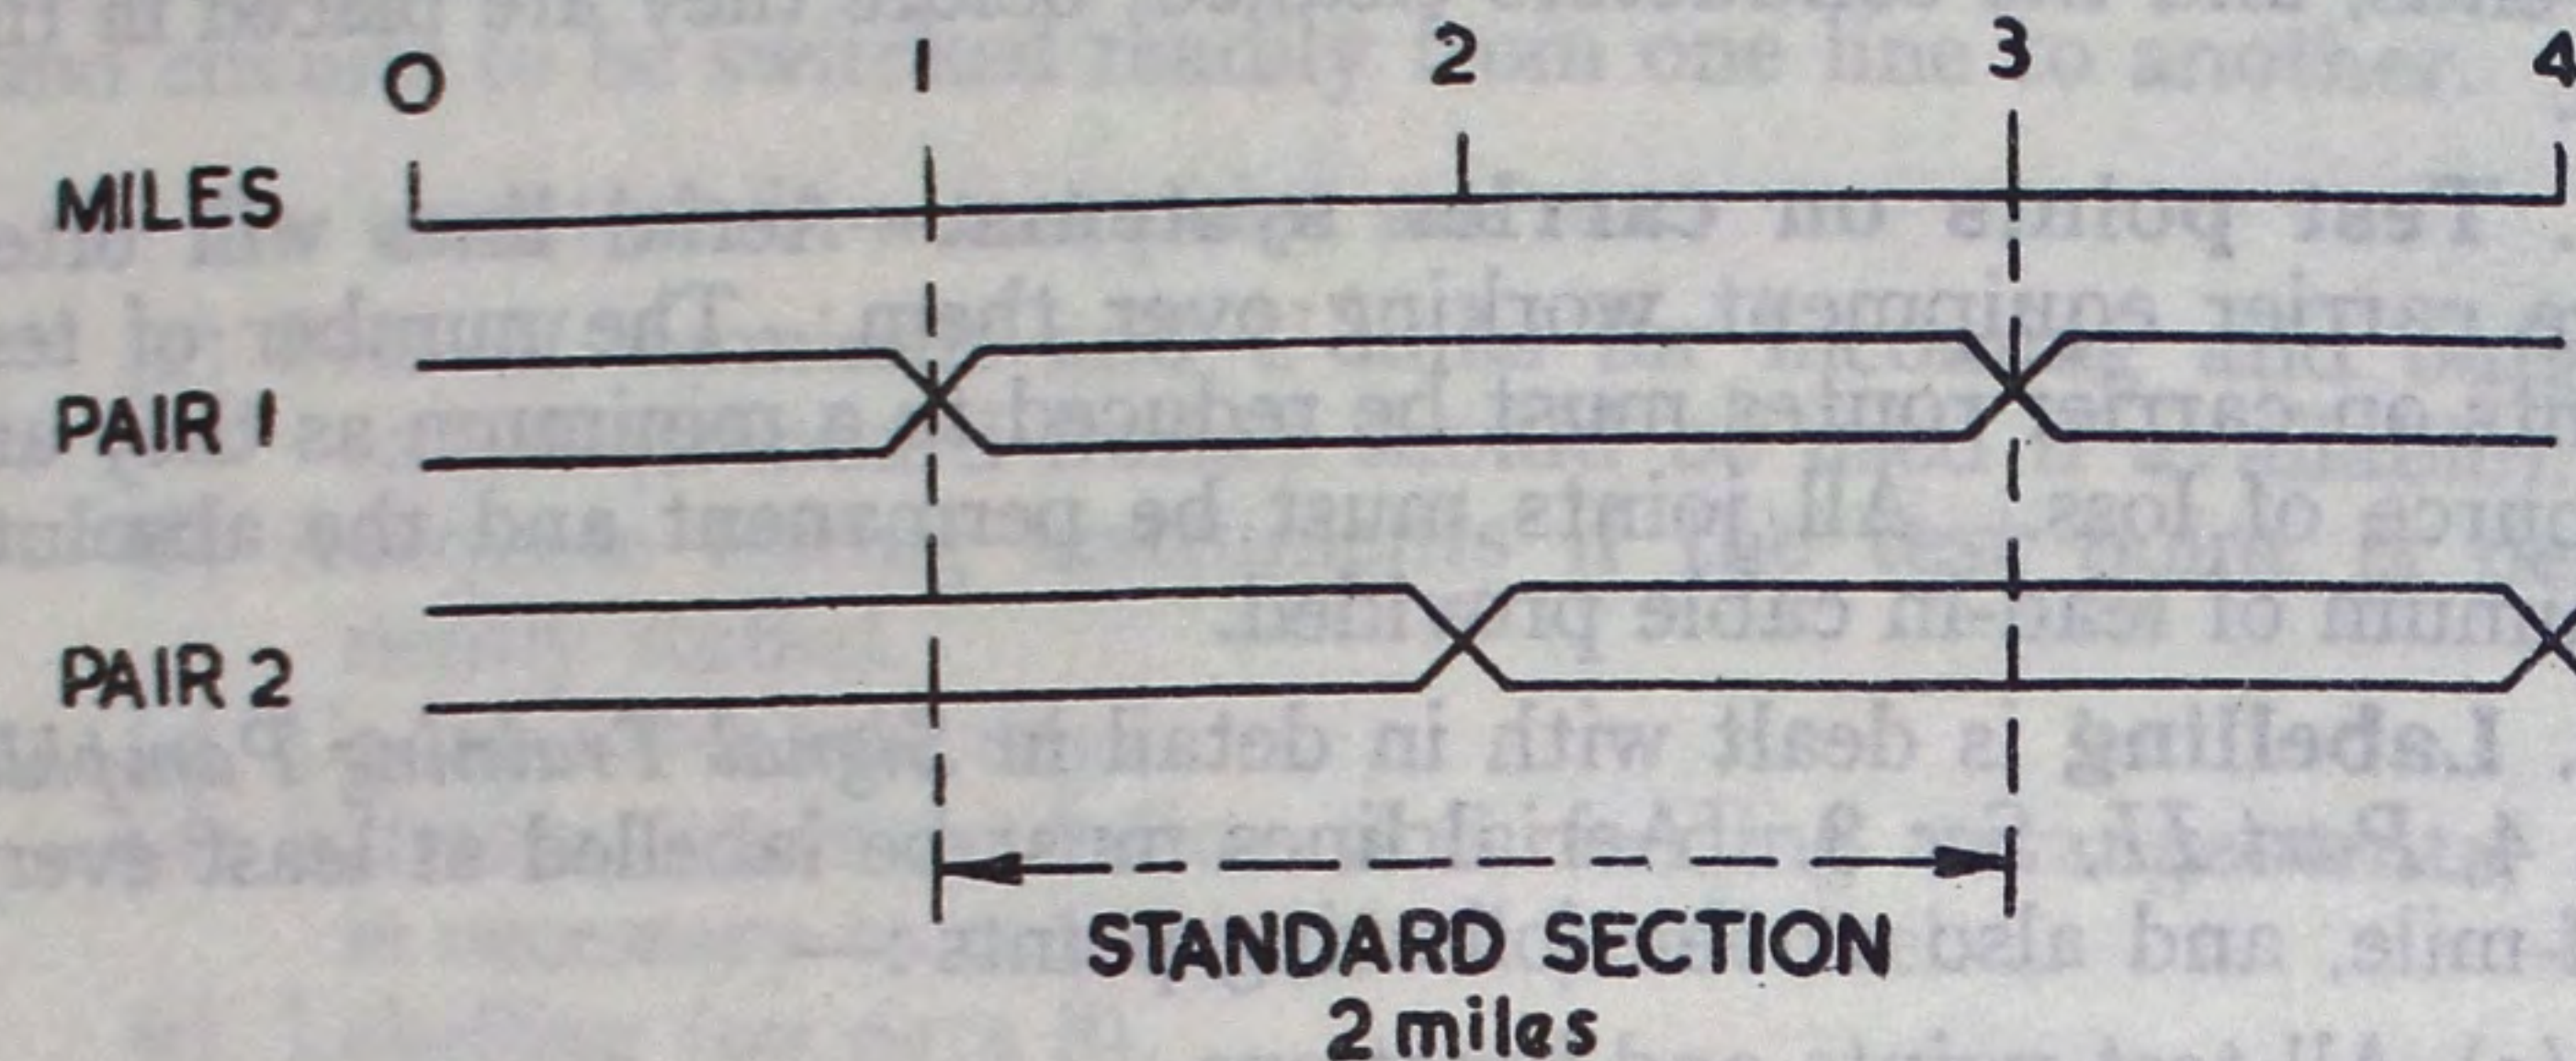 0 1 2 3 4
MILES
PAIR 1
PAIR 2
STANDARD SECTION
2 miles